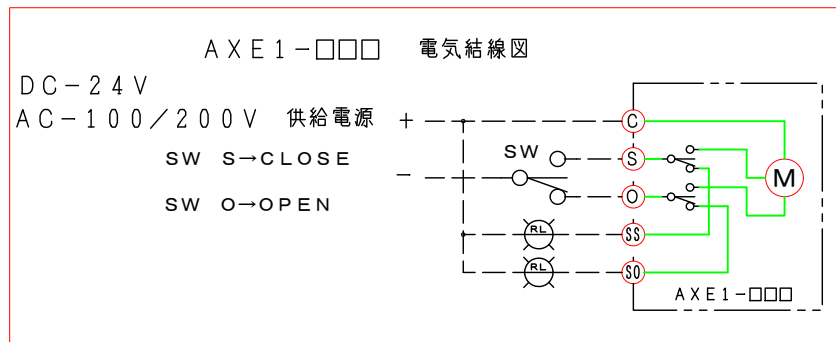 AXE1-□□□ 電気結線図
DC-24V
AC-100/200V 供給電源 +
-
SW S→CLOSE
SW O→OPEN
SW
C
S
O
SS
SO
RL
RL
M
AXE1-□□□